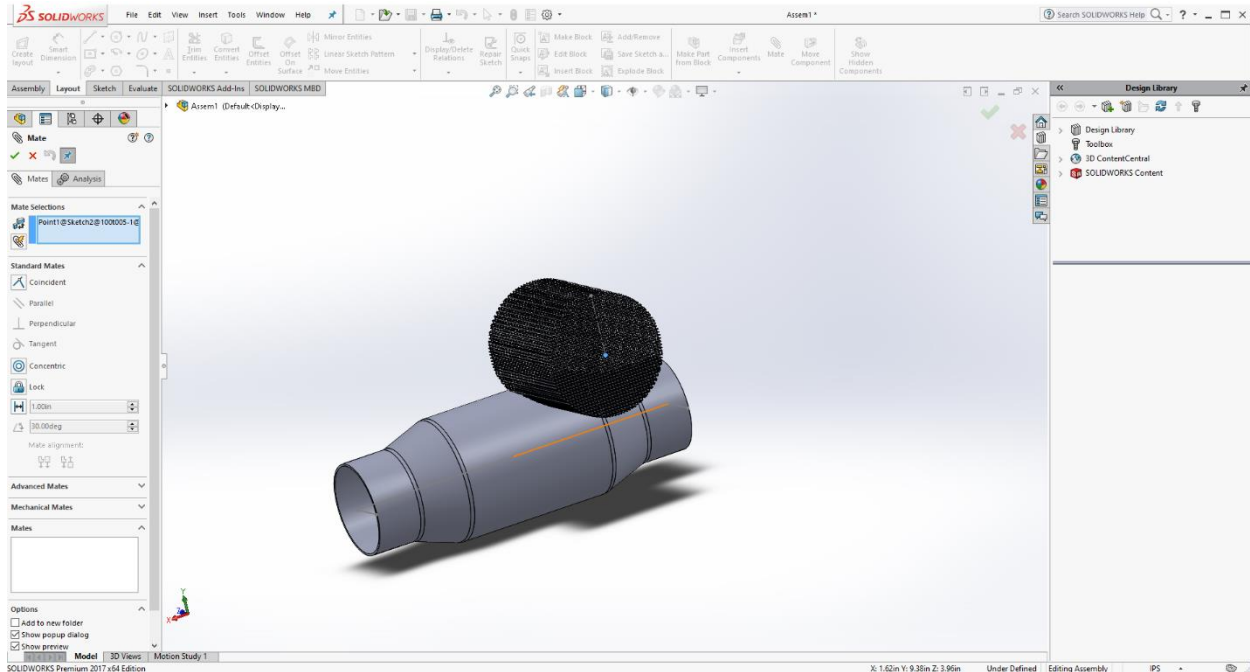 SOLIDWORKS File Edit View Insert Tools Window Help Assem1 * Search SOLIDWORKS Help
Create layout
Smart Dimension
Trim Entities
Convert Entities
Offset Entities
Offset On Surface
Mirror Entities
Linear Sketch Pattern
Move Entities
Display/Delete Relations
Repair Sketch
Quick Snaps
Make Block
Edit Block
Insert Block
Add/Remove
Save Sketch a...
Explode Block
Make Part from Block
Insert Components
Mate
Move Component
Show Hidden Components
Assembly Layout Sketch Evaluate SOLIDWORKS Add-Ins SOLIDWORKS MBD
Assem1 (Default<Display...
Mate
Mates Analysis
Mate Selections
Point1@Sketch2@100t005-1@
Standard Mates
Coincident
Parallel
Perpendicular
Tangent
Concentric
Lock
1.00in
30.00deg
Mate alignment:
Advanced Mates
Mechanical Mates
Mates
Options
Add to new folder
Show popup dialog
Show preview
Y
X
Z
Design Library
Design Library
Toolbox
3D ContentCentral
SOLIDWORKS Content
Model 3D Views Motion Study 1
SOLIDWORKS Premium 2017 x64 Edition X: 1.62in Y: 9.38in Z: 3.96in Under Defined Editing Assembly IPS